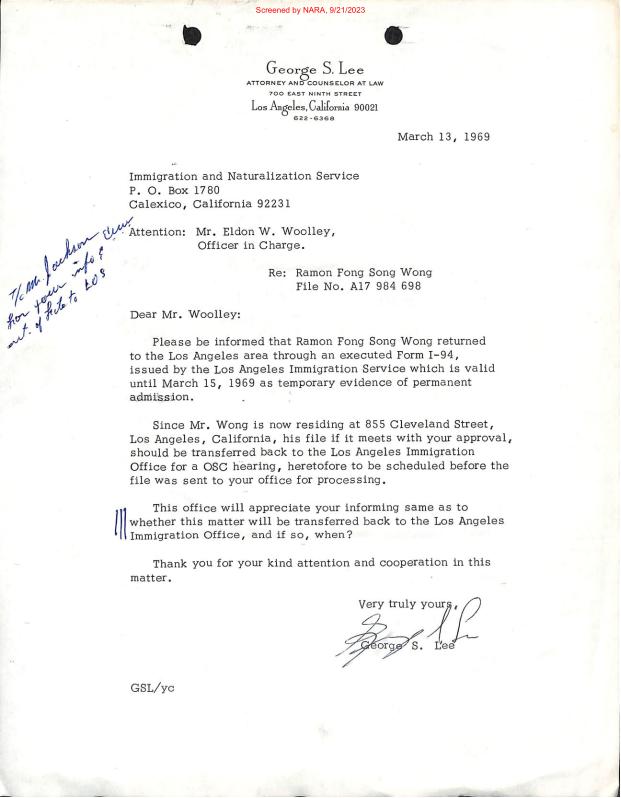 Screened by NARA, 9/21/2023
George S. Lee
ATTORNEY AND COUNSELOR AT LAW
700 EAST NINTH STREET
Los Angeles, California 90021
622-6368
March 13, 1969
Immigration and Naturalization Service
P. O. Box 1780
Calexico, California 92231
Attention: Mr. Eldon W. Woolley,
Officer in Charge.
T/C Mr. Jackson
for your info &
of file to LOS
Re: Ramon Fong Song Wong
File No. A17 984 698
Dear Mr. Woolley:
Please be informed that Ramon Fong Song Wong returned
to the Los Angeles area through an executed Form I-94,
issued by the Los Angeles Immigration Service which is valid
until March 15, 1969 as temporary evidence of permanent
admission.
Since Mr. Wong is now residing at 855 Cleveland Street,
Los Angeles, California, his file if it meets with your approval,
should be transferred back to the Los Angeles Immigration
Office for a OSC hearing, heretofore to be scheduled before the
file was sent to your office for processing.
This office will appreciate your informing same as to
whether this matter will be transferred back to the Los Angeles
Immigration Office, and if so, when?
Thank you for your kind attention and cooperation in this
matter.
Very truly yours,
George S. Lee
GSL/yc